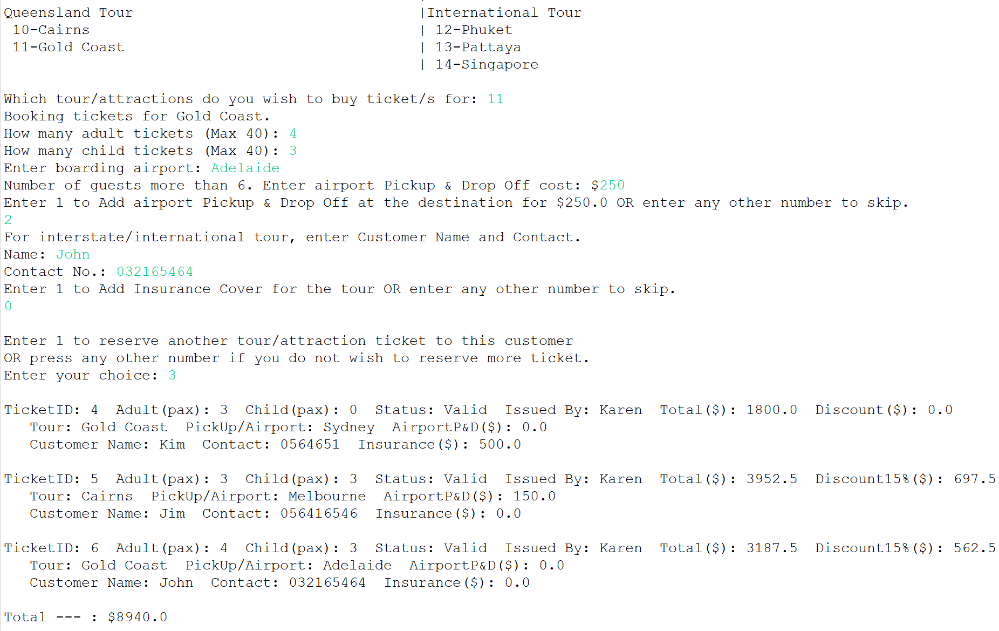 Queensland Tour |International Tour
10-Cairns | 12-Phuket
11-Gold Coast | 13-Pattaya
| 14-Singapore
Which tour/attractions do you wish to buy ticket/s for: 11
Booking tickets for Gold Coast.
How many adult tickets (Max 40): 4
How many child tickets (Max 40): 3
Enter boarding airport: Adelaide
Number of guests more than 6. Enter airport Pickup & Drop Off cost: $250
Enter 1 to Add airport Pickup & Drop Off at the destination for $250.0 OR enter any other number to skip.
2
For interstate/international tour, enter Customer Name and Contact.
Name: John
Contact No.: 032165464
Enter 1 to Add Insurance Cover for the tour OR enter any other number to skip.
0
Enter 1 to reserve another tour/attraction ticket to this customer
OR press any other number if you do not wish to reserve more ticket.
Enter your choice: 3
TicketID: 4 Adult(pax): 3 Child(pax): 0 Status: Valid Issued By: Karen Total($): 1800.0 Discount($): 0.0
Tour: Gold Coast PickUp/Airport: Sydney AirportP&D($): 0.0
Customer Name: Kim Contact: 0564651 Insurance($): 500.0
TicketID: 5 Adult(pax): 3 Child(pax): 3 Status: Valid Issued By: Karen Total($): 3952.5 Discount15%($): 697.5
Tour: Cairns PickUp/Airport: Melbourne AirportP&D($): 150.0
Customer Name: Jim Contact: 056416546 Insurance($): 0.0
TicketID: 6 Adult(pax): 4 Child(pax): 3 Status: Valid Issued By: Karen Total($): 3187.5 Discount15%($): 562.5
Tour: Gold Coast PickUp/Airport: Adelaide AirportP&D($): 0.0
Customer Name: John Contact: 032165464 Insurance($): 0.0
Total --- : $8940.0